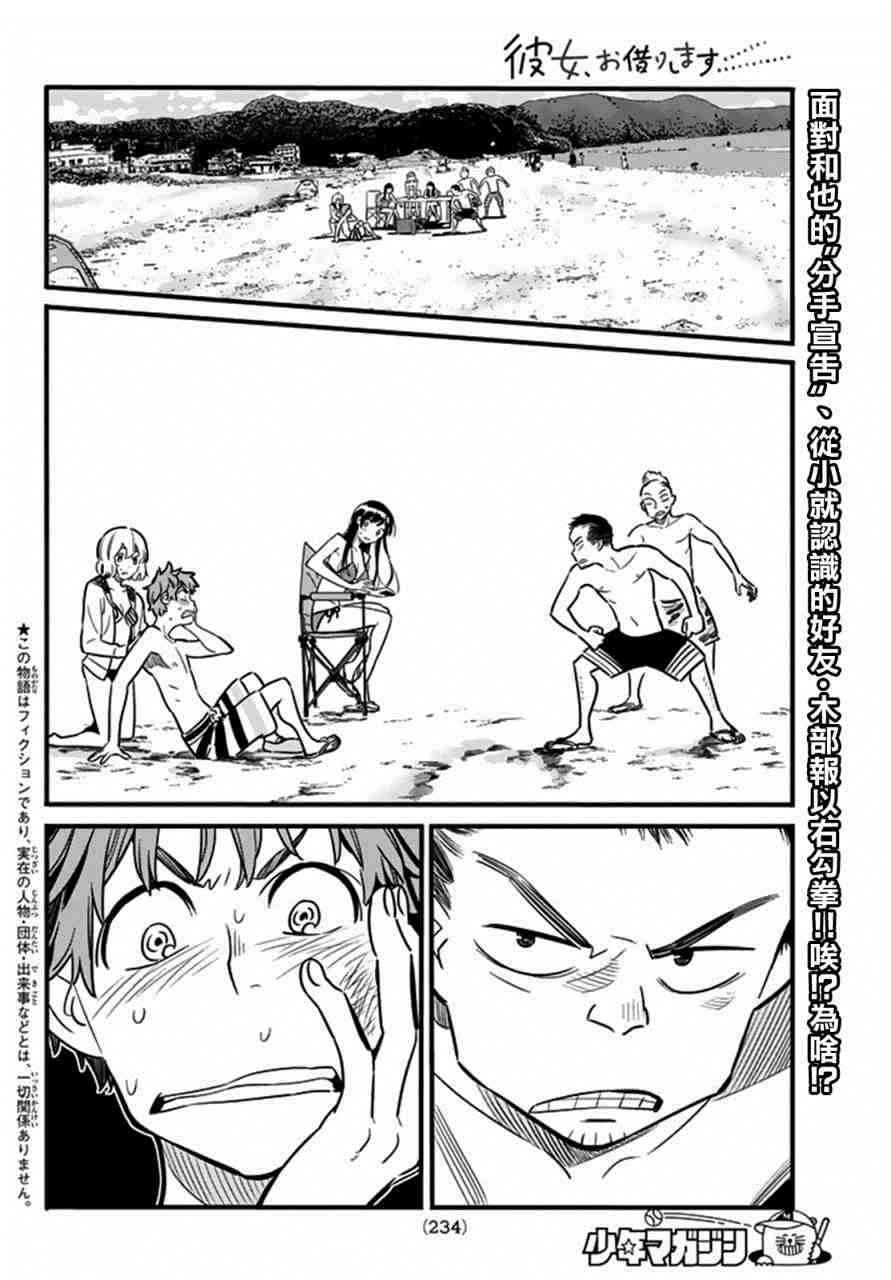 彼女、お借りします
面對和也的"分手宣告"、從小就認識的好友・木部報以右勾拳!!唉!?為啥!?
★この物語はフィクションであり、実在の人物・団体・出来事などとは、一切関係ありません。
(234)
少年マガジン